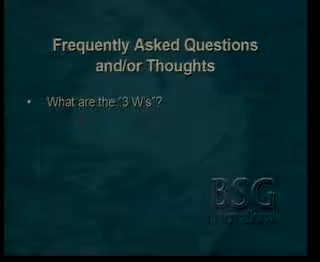 Frequently Asked Questions
and/or Thoughts
• What are the "3 W's"?
BSG